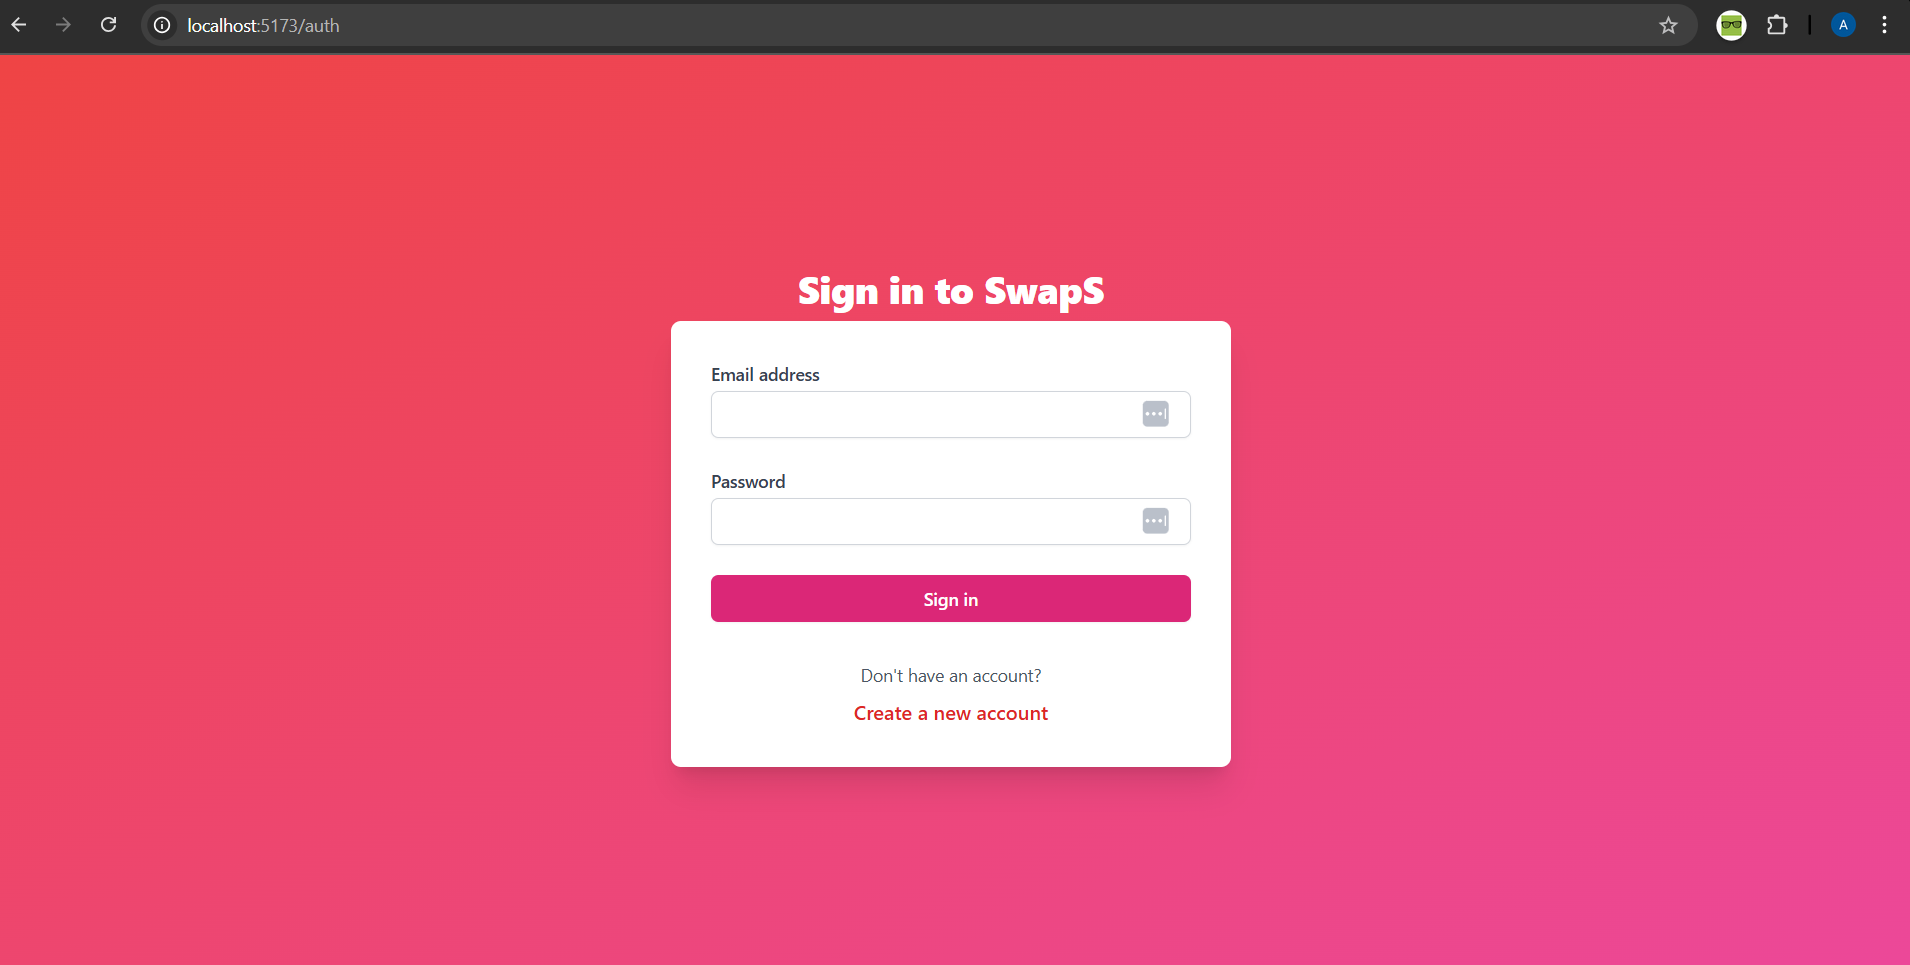 localhost:5173/auth
A
Sign in to SwapS
Email address
Password
Sign in
Don't have an account?
Create a new account